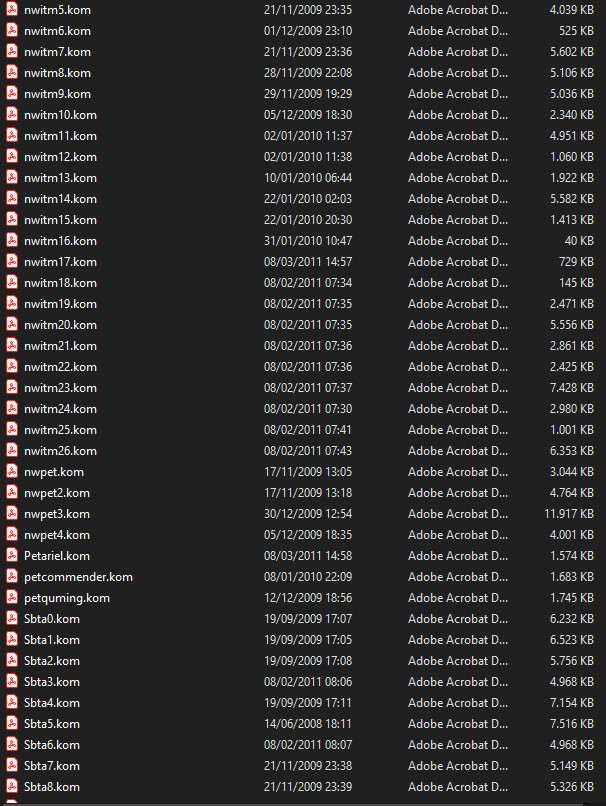 nwitm5.kom 21/11/2009 23:35 Adobe Acrobat D... 4.039 KB
nwitm6.kom 01/12/2009 23:10 Adobe Acrobat D... 525 KB
nwitm7.kom 21/11/2009 23:36 Adobe Acrobat D... 5.602 KB
nwitm8.kom 28/11/2009 22:08 Adobe Acrobat D... 5.106 KB
nwitm9.kom 29/11/2009 19:29 Adobe Acrobat D... 5.036 KB
nwitm10.kom 05/12/2009 18:30 Adobe Acrobat D... 2.340 KB
nwitm11.kom 02/01/2010 11:37 Adobe Acrobat D... 4.951 KB
nwitm12.kom 02/01/2010 11:38 Adobe Acrobat D... 1.060 KB
nwitm13.kom 10/01/2010 06:44 Adobe Acrobat D... 1.922 KB
nwitm14.kom 22/01/2010 02:03 Adobe Acrobat D... 5.582 KB
nwitm15.kom 22/01/2010 20:30 Adobe Acrobat D... 1.413 KB
nwitm16.kom 31/01/2010 10:47 Adobe Acrobat D... 40 KB
nwitm17.kom 08/03/2011 14:57 Adobe Acrobat D... 729 KB
nwitm18.kom 08/02/2011 07:34 Adobe Acrobat D... 145 KB
nwitm19.kom 08/02/2011 07:35 Adobe Acrobat D... 2.471 KB
nwitm20.kom 08/02/2011 07:35 Adobe Acrobat D... 5.556 KB
nwitm21.kom 08/02/2011 07:36 Adobe Acrobat D... 2.861 KB
nwitm22.kom 08/02/2011 07:36 Adobe Acrobat D... 2.425 KB
nwitm23.kom 08/02/2011 07:37 Adobe Acrobat D... 7.428 KB
nwitm24.kom 08/02/2011 07:30 Adobe Acrobat D... 2.980 KB
nwitm25.kom 08/02/2011 07:41 Adobe Acrobat D... 1.001 KB
nwitm26.kom 08/02/2011 07:43 Adobe Acrobat D... 6.353 KB
nwpet.kom 17/11/2009 13:05 Adobe Acrobat D... 3.044 KB
nwpet2.kom 17/11/2009 13:18 Adobe Acrobat D... 4.764 KB
nwpet3.kom 30/12/2009 12:54 Adobe Acrobat D... 11.917 KB
nwpet4.kom 05/12/2009 18:35 Adobe Acrobat D... 4.001 KB
Petariel.kom 08/03/2011 14:58 Adobe Acrobat D... 1.574 KB
petcommender.kom 08/01/2010 22:09 Adobe Acrobat D... 1.683 KB
petquming.kom 12/12/2009 18:56 Adobe Acrobat D... 1.745 KB
Sbta0.kom 19/09/2009 17:07 Adobe Acrobat D... 6.232 KB
Sbta1.kom 19/09/2009 17:05 Adobe Acrobat D... 6.523 KB
Sbta2.kom 19/09/2009 17:08 Adobe Acrobat D... 5.756 KB
Sbta3.kom 08/02/2011 08:06 Adobe Acrobat D... 4.968 KB
Sbta4.kom 19/09/2009 17:11 Adobe Acrobat D... 7.154 KB
Sbta5.kom 14/06/2008 18:11 Adobe Acrobat D... 7.516 KB
Sbta6.kom 08/02/2011 08:07 Adobe Acrobat D... 4.968 KB
Sbta7.kom 21/11/2009 23:38 Adobe Acrobat D... 5.149 KB
Sbta8.kom 21/11/2009 23:39 Adobe Acrobat D... 5.326 KB